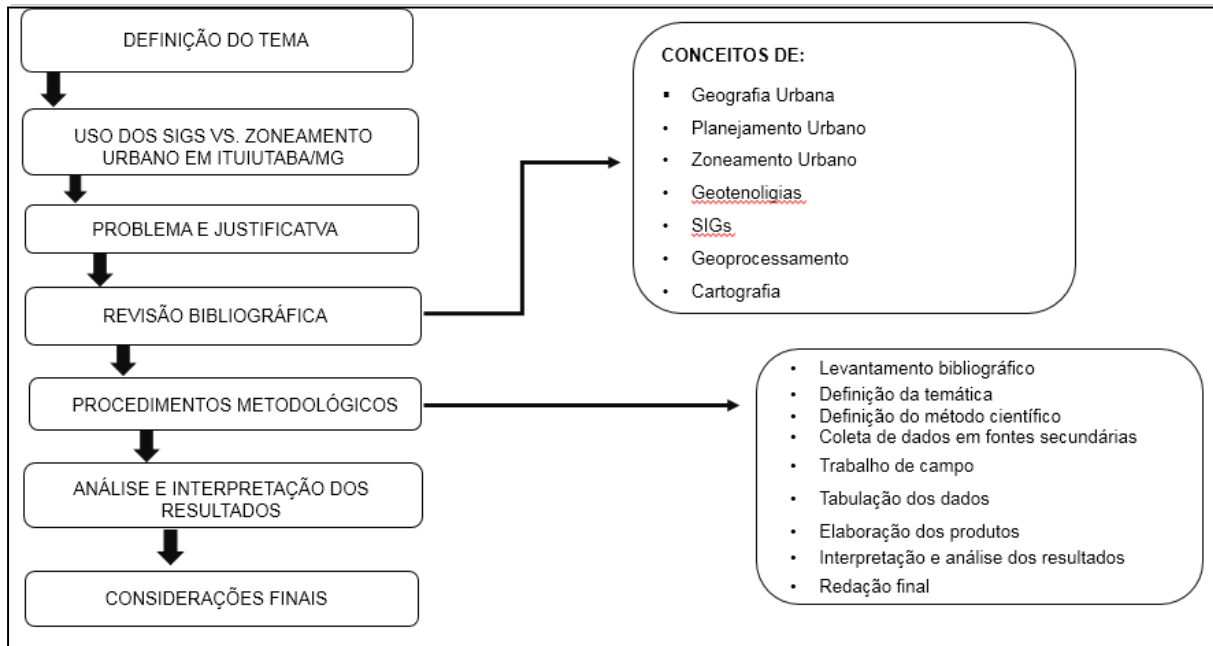 DEFINIÇÃO DO TEMA
USO DOS SIGS VS. ZONEAMENTO
URBANO EM ITUIUTABA/MG
PROBLEMA E JUSTIFICATVA
REVISÃO BIBLIOGRÁFICA
PROCEDIMENTOS METODOLÓGICOS
ANÁLISE E INTERPRETAÇÃO DOS
RESULTADOS
CONSIDERAÇÕES FINAIS
CONCEITOS DE:
▪ Geografia Urbana
• Planejamento Urbano
• Zoneamento Urbano
• Geotenoligias
• SIGs
• Geoprocessamento
• Cartografia
• Levantamento bibliográfico
• Definição da temática
• Definição do método científico
• Coleta de dados em fontes secundárias
• Trabalho de campo
• Tabulação dos dados
• Elaboração dos produtos
• Interpretação e análise dos resultados
• Redação final